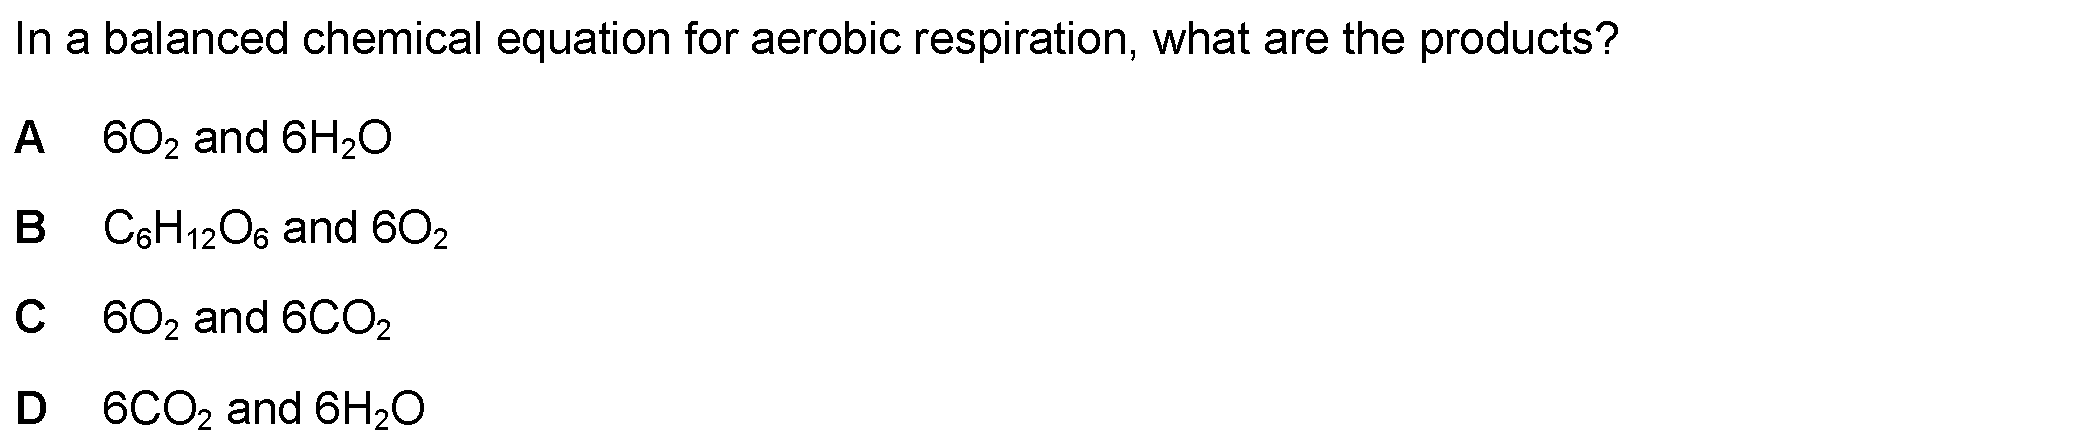 In a balanced chemical equation for aerobic respiration, what are the products?
A 6O₂ and 6H₂O
B C₆H₁₂O₆ and 6O₂
C 6O₂ and 6CO₂
D 6CO₂ and 6H₂O